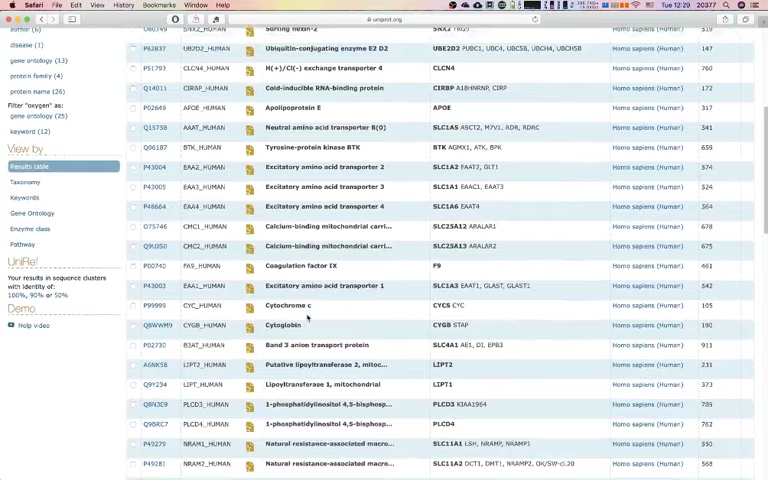 Safari File Edit View History Bookmarks Window Help Tue 12:29 20377
uniprot.org
author (6)
SNX2_HUMAN Sorting nexin-2 SNX2 Homo sapiens (Human) 519
disease (1)
P62837 UB2D2_HUMAN Ubiquitin-conjugating enzyme E2 D2 UBE2D2 PUBC1, UBC4, UBC5B, UBCH4, UBCH5B Homo sapiens (Human) 147
gene ontology (13)
P51793 CLCN4_HUMAN H(+)/Cl(-) exchange transporter 4 CLCN4 Homo sapiens (Human) 760
protein family (4)
Q14011 CIRBP_HUMAN Cold-inducible RNA-binding protein CIRBP A18HNRNP, CIRP Homo sapiens (Human) 172
protein name (26)
Filter "oxygen" as:
P02649 APOE_HUMAN Apolipoprotein E APOE Homo sapiens (Human) 317
gene ontology (25)
Q15758 AAAT_HUMAN Neutral amino acid transporter B(0) SLC1A5 ASCT2, M7V1, RDR, RDRC Homo sapiens (Human) 541
keyword (12)
Q06187 BTK_HUMAN Tyrosine-protein kinase BTK BTK AGMX1, ATK, BPK Homo sapiens (Human) 659
View by
Results table
P43004 EAA2_HUMAN Excitatory amino acid transporter 2 SLC1A2 EAAT2, GLT1 Homo sapiens (Human) 574
Taxonomy
P43005 EAA3_HUMAN Excitatory amino acid transporter 3 SLC1A1 EAAC1, EAAT3 Homo sapiens (Human) 524
Keywords
P48664 EAA4_HUMAN Excitatory amino acid transporter 4 SLC1A6 EAAT4 Homo sapiens (Human) 564
Gene Ontology
Enzyme class
O75746 CMC1_HUMAN Calcium-binding mitochondrial carri... SLC25A12 ARALAR1 Homo sapiens (Human) 678
Pathway
Q9UJS0 CMC2_HUMAN Calcium-binding mitochondrial carri... SLC25A13 ARALAR2 Homo sapiens (Human) 675
UniRef
P00740 FA9_HUMAN Coagulation factor IX F9 Homo sapiens (Human) 461
Your results in sequence clusters
with identity of:
P43003 EAA1_HUMAN Excitatory amino acid transporter 1 SLC1A3 EAAT1, GLAST, GLAST1 Homo sapiens (Human) 542
100%, 90% or 50%
Demo
P99999 CYC_HUMAN Cytochrome c CYCS CYC Homo sapiens (Human) 105
Help video
Q8WWM9 CYGB_HUMAN Cytoglobin CYGB STAP Homo sapiens (Human) 190
P02730 B3AT_HUMAN Band 3 anion transport protein SLC4A1 AE1, DI, EPB3 Homo sapiens (Human) 911
A6NK58 LIPT2_HUMAN Putative lipoyltransferase 2, mitoc... LIPT2 Homo sapiens (Human) 231
Q9Y234 LIPT_HUMAN Lipoyltransferase 1, mitochondrial LIPT1 Homo sapiens (Human) 373
Q8N3E9 PLCD3_HUMAN 1-phosphatidylinositol 4,5-bisphosp... PLCD3 KIAA1964 Homo sapiens (Human) 789
Q9BRC7 PLCD4_HUMAN 1-phosphatidylinositol 4,5-bisphosp... PLCD4 Homo sapiens (Human) 762
P49279 NRAM1_HUMAN Natural resistance-associated macro... SLC11A1 LSH, NRAMP, NRAMP1 Homo sapiens (Human) 550
P49281 NRAM2_HUMAN Natural resistance-associated macro... SLC11A2 DCT1, DMT1, NRAMP2, OK/SW-cl.20 Homo sapiens (Human) 568